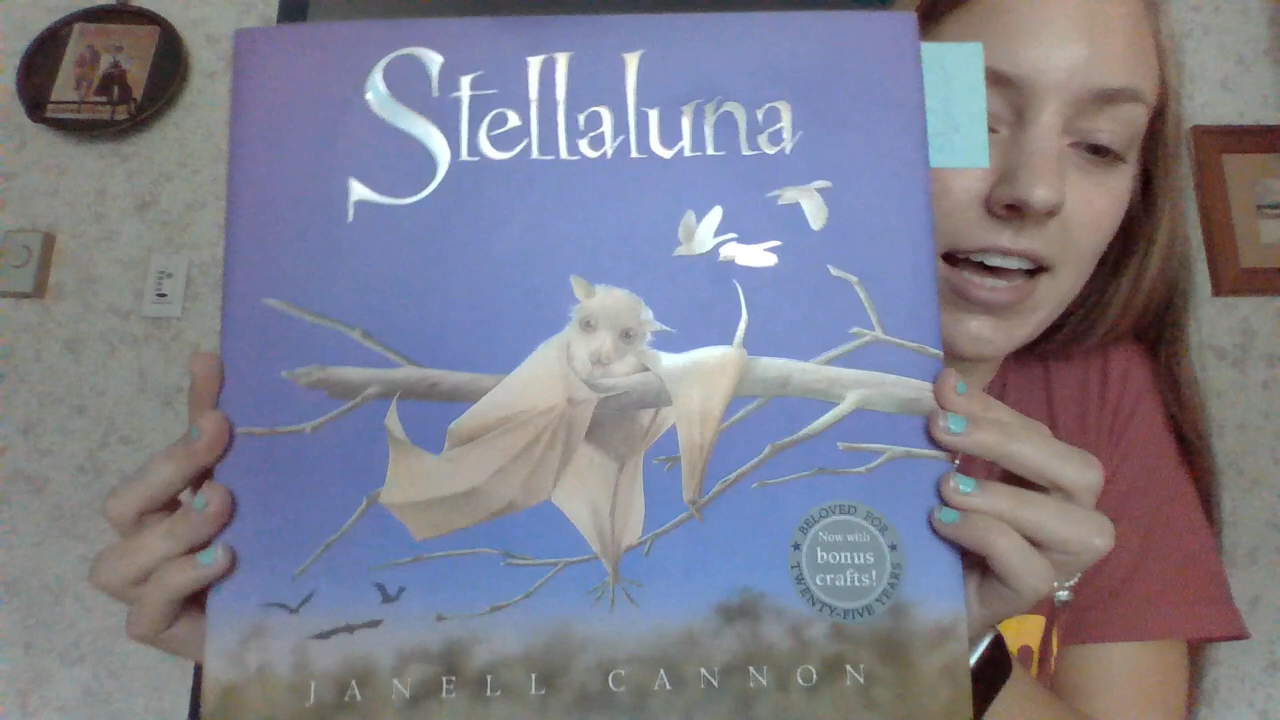 Stellaluna
BELOVED FOR
Now with
bonus
crafts!
TWENTY-FIVE YEARS
JANELL CANNON